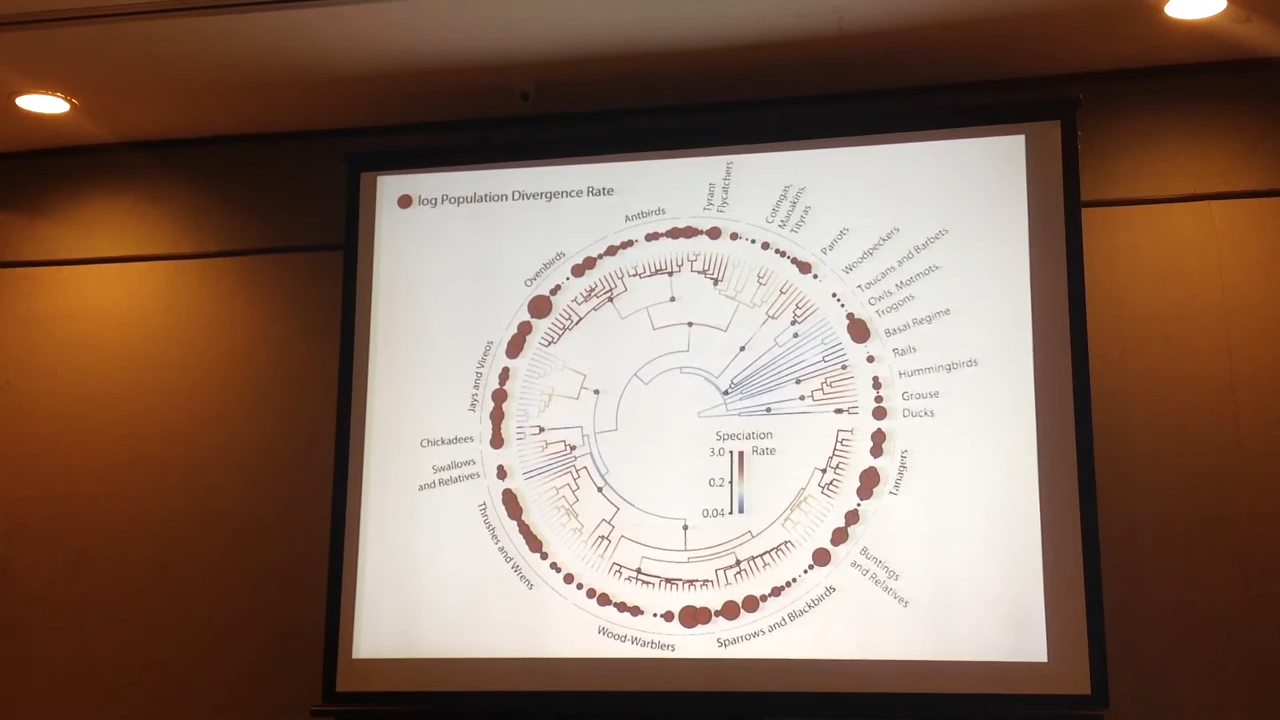 log Population Divergence Rate
Tyrant
Flycatchers
Cotingas,
Manakins,
Tityras
Antbirds
Parrots
Woodpeckers
Toucans and Barbets
Owls, Motmots,
Trogons
Ovenbirds
Basal Regime
Rails
Hummingbirds
Jays and Vireos
Grouse
Ducks
Chickadees
Speciation
Rate
3.0
0.2
0.04
Swallows
and Relatives
Tanagers
Thrushes and Wrens
Buntings
and Relatives
Wood-Warblers
Sparrows and Blackbirds